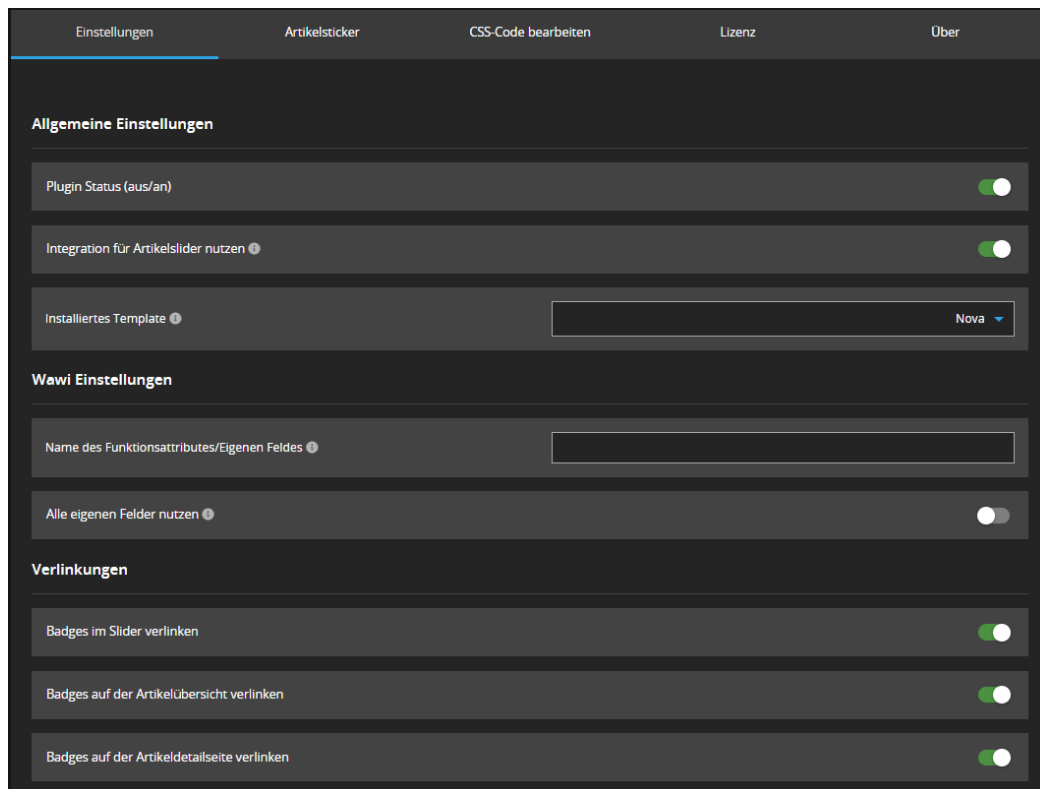 Einstellungen
Artikelsticker
CSS-Code bearbeiten
Lizenz
Über
Allgemeine Einstellungen
Plugin Status (aus/an)
Integration für Artikelslider nutzen
Installiertes Template
Nova
Wawi Einstellungen
Name des Funktionsattributes/Eigenen Feldes
Alle eigenen Felder nutzen
Verlinkungen
Badges im Slider verlinken
Badges auf der Artikelübersicht verlinken
Badges auf der Artikeldetailseite verlinken